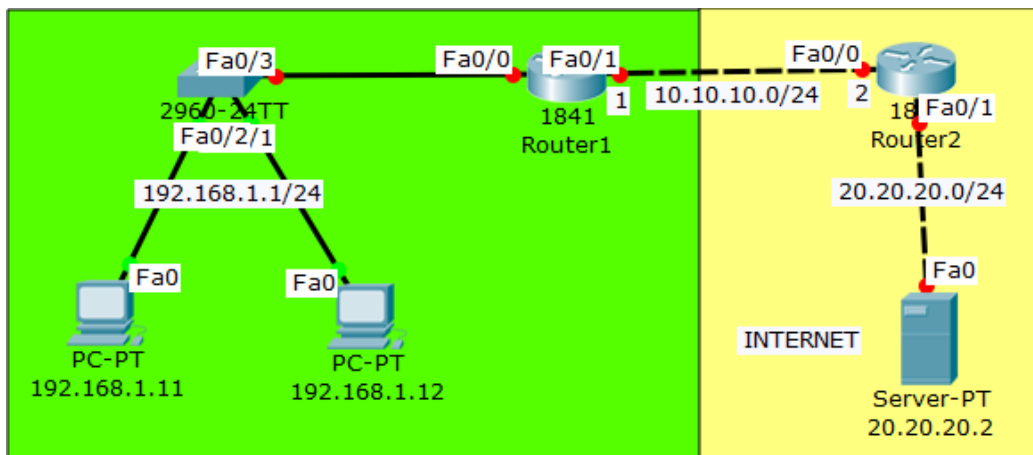 Fa0/3
Fa0/0
Fa0/1
Fa0/0
2960-24TT
1
10.10.10.0/24
2
1841
Router1
18
Fa0/1
Router2
Fa0/2/1
192.168.1.1/24
20.20.20.0/24
Fa0
Fa0
Fa0
INTERNET
PC-PT
192.168.1.11
PC-PT
192.168.1.12
Server-PT
20.20.20.2